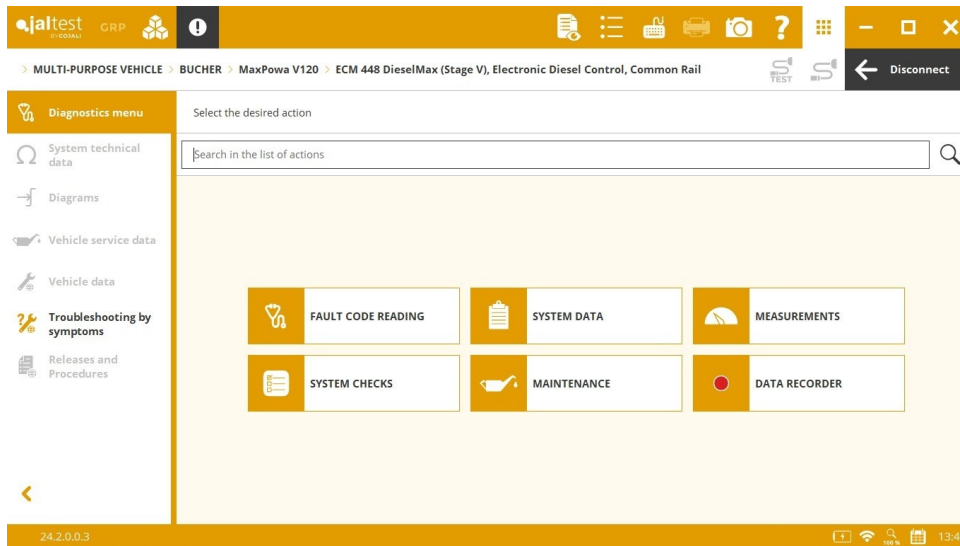 jaltest GRP
BY COJALI
> MULTI-PURPOSE VEHICLE > BUCHER > MaxPowa V120 > ECM 448 DieselMax (Stage V), Electronic Diesel Control, Common Rail
TEST
Disconnect
Diagnostics menu
System technical
data
Diagrams
Vehicle service data
Vehicle data
Troubleshooting by
symptoms
Releases and
Procedures
Select the desired action
Search in the list of actions
FAULT CODE READING
SYSTEM DATA
MEASUREMENTS
SYSTEM CHECKS
MAINTENANCE
DATA RECORDER
24.2.0.0.3
100 %
13:4